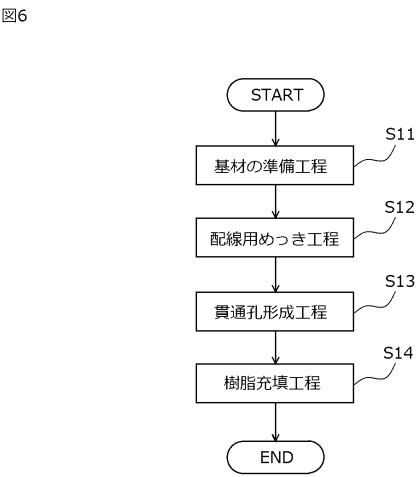 図6
START
S11
基材の準備工程
S12
配線用めっき工程
S13
貫通孔形成工程
S14
樹脂充填工程
END